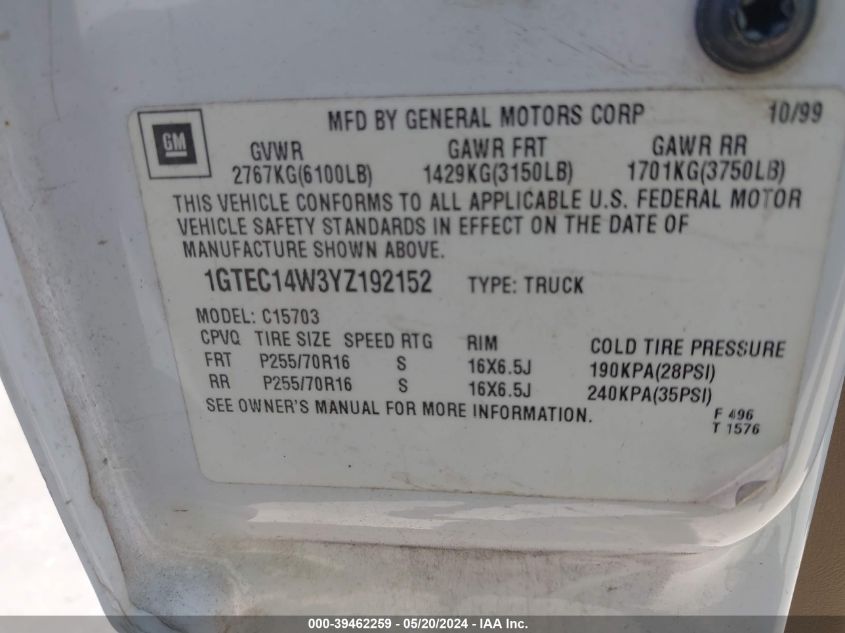 GM
MFD BY GENERAL MOTORS CORP 10/99
GVWR GAWR FRT GAWR RR
2767KG(6100LB) 1429KG(3150LB) 1701KG(3750LB)
THIS VEHICLE CONFORMS TO ALL APPLICABLE U.S. FEDERAL MOTOR
VEHICLE SAFETY STANDARDS IN EFFECT ON THE DATE OF
MANUFACTURE SHOWN ABOVE.
1GTEC14W3YZ192152 TYPE: TRUCK
MODEL: C15703
CPVQ TIRE SIZE SPEED RTG RIM COLD TIRE PRESSURE
FRT P255/70R16 S 16X6.5J 190KPA(28PSI)
RR P255/70R16 S 16X6.5J 240KPA(35PSI)
SEE OWNER'S MANUAL FOR MORE INFORMATION.
F 496
T 1576
000-39462259 - 05/20/2024 - IAA Inc.